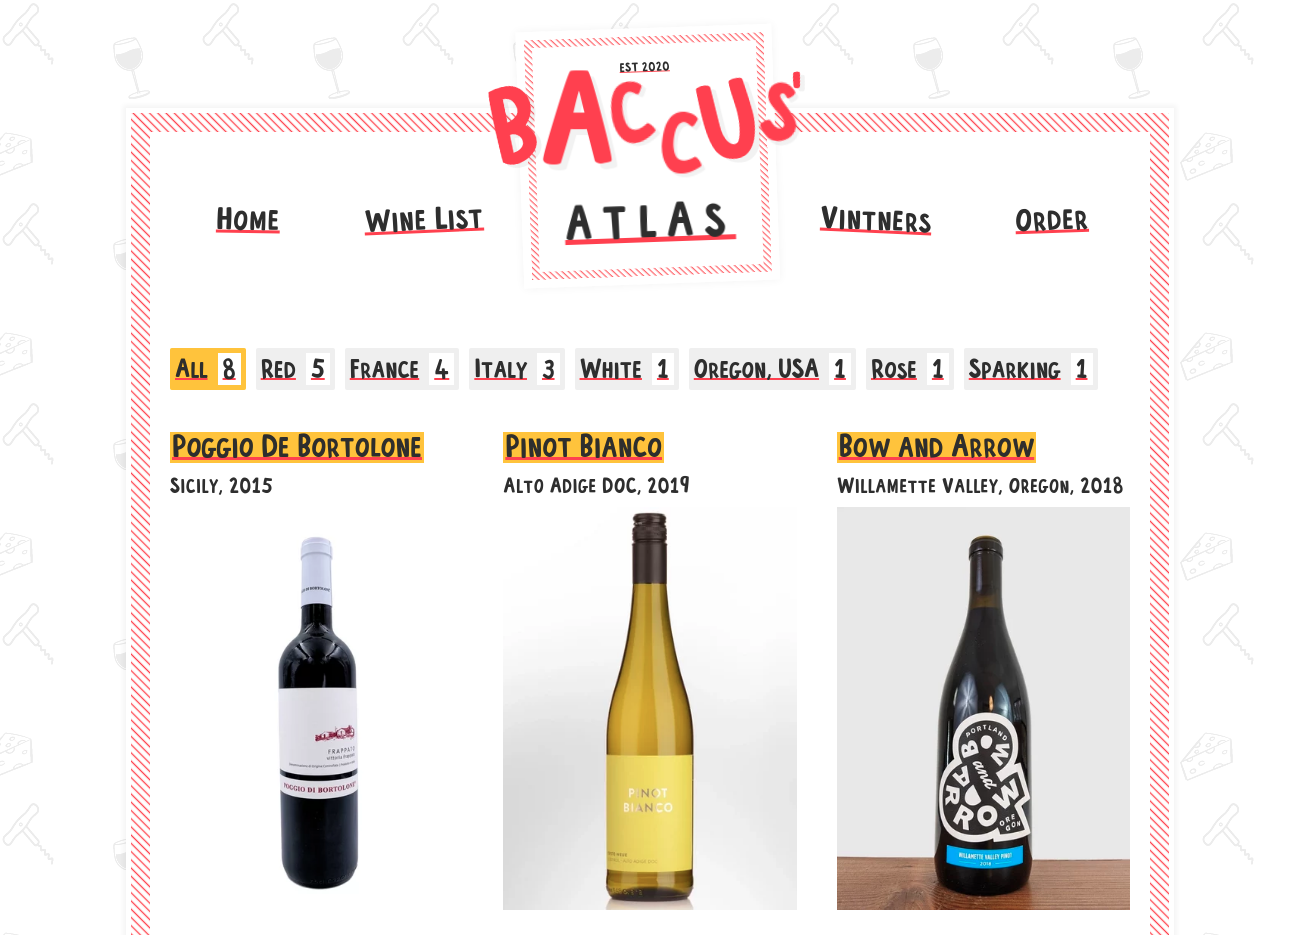 EST 2020
BACCUS'
ATLAS
HOME
WINE LIST
VINTNERS
ORDER
ALL 8
RED 5
FRANCE 4
ITALY 3
WHITE 1
OREGON, USA 1
ROSE 1
SPARKING 1
POGGIO DE BORTOLONE
SICILY, 2015
PINOT BIANCO
ALTO ADIGE DOC, 2019
BOW AND ARROW
WILLAMETTE VALLEY, OREGON, 2018
FRAPPATO
POGGIO DI BORTOLONE
PINOT
BIANCO
PORTLAND
BOW
and
ARROW
OREGON
WILLAMETTE VALLEY PINOT
2018